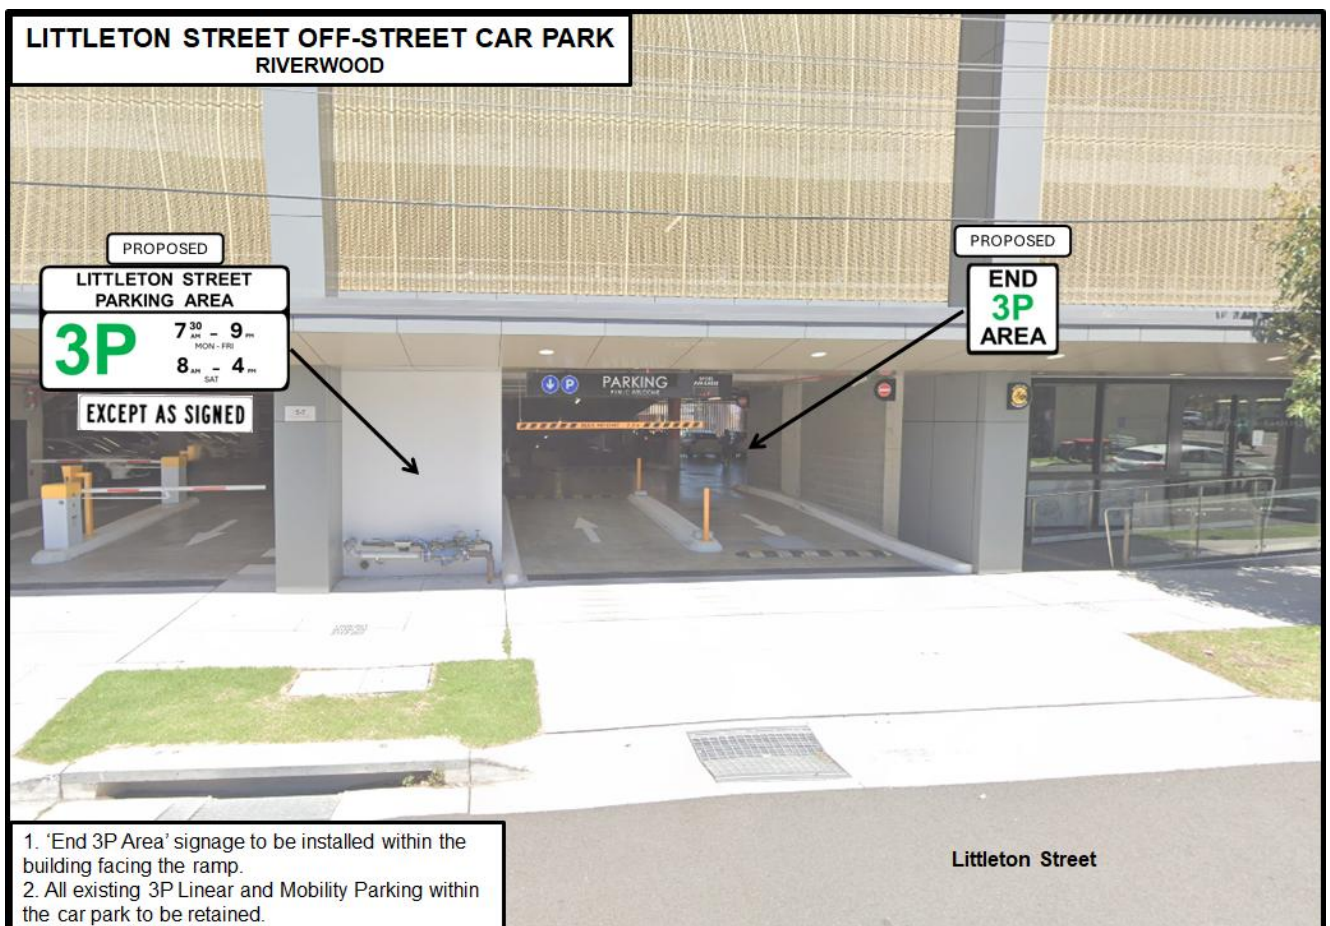 LITTLETON STREET OFF-STREET CAR PARK
RIVERWOOD
PROPOSED
LITTLETON STREET
PARKING AREA
3P
7 30 AM - 9 PM
MON - FRI
8 AM - 4 PM
SAT
EXCEPT AS SIGNED
PROPOSED
END
3P
AREA
P PARKING
1. ‘End 3P Area’ signage to be installed within the
building facing the ramp.
2. All existing 3P Linear and Mobility Parking within
the car park to be retained.
Littleton Street